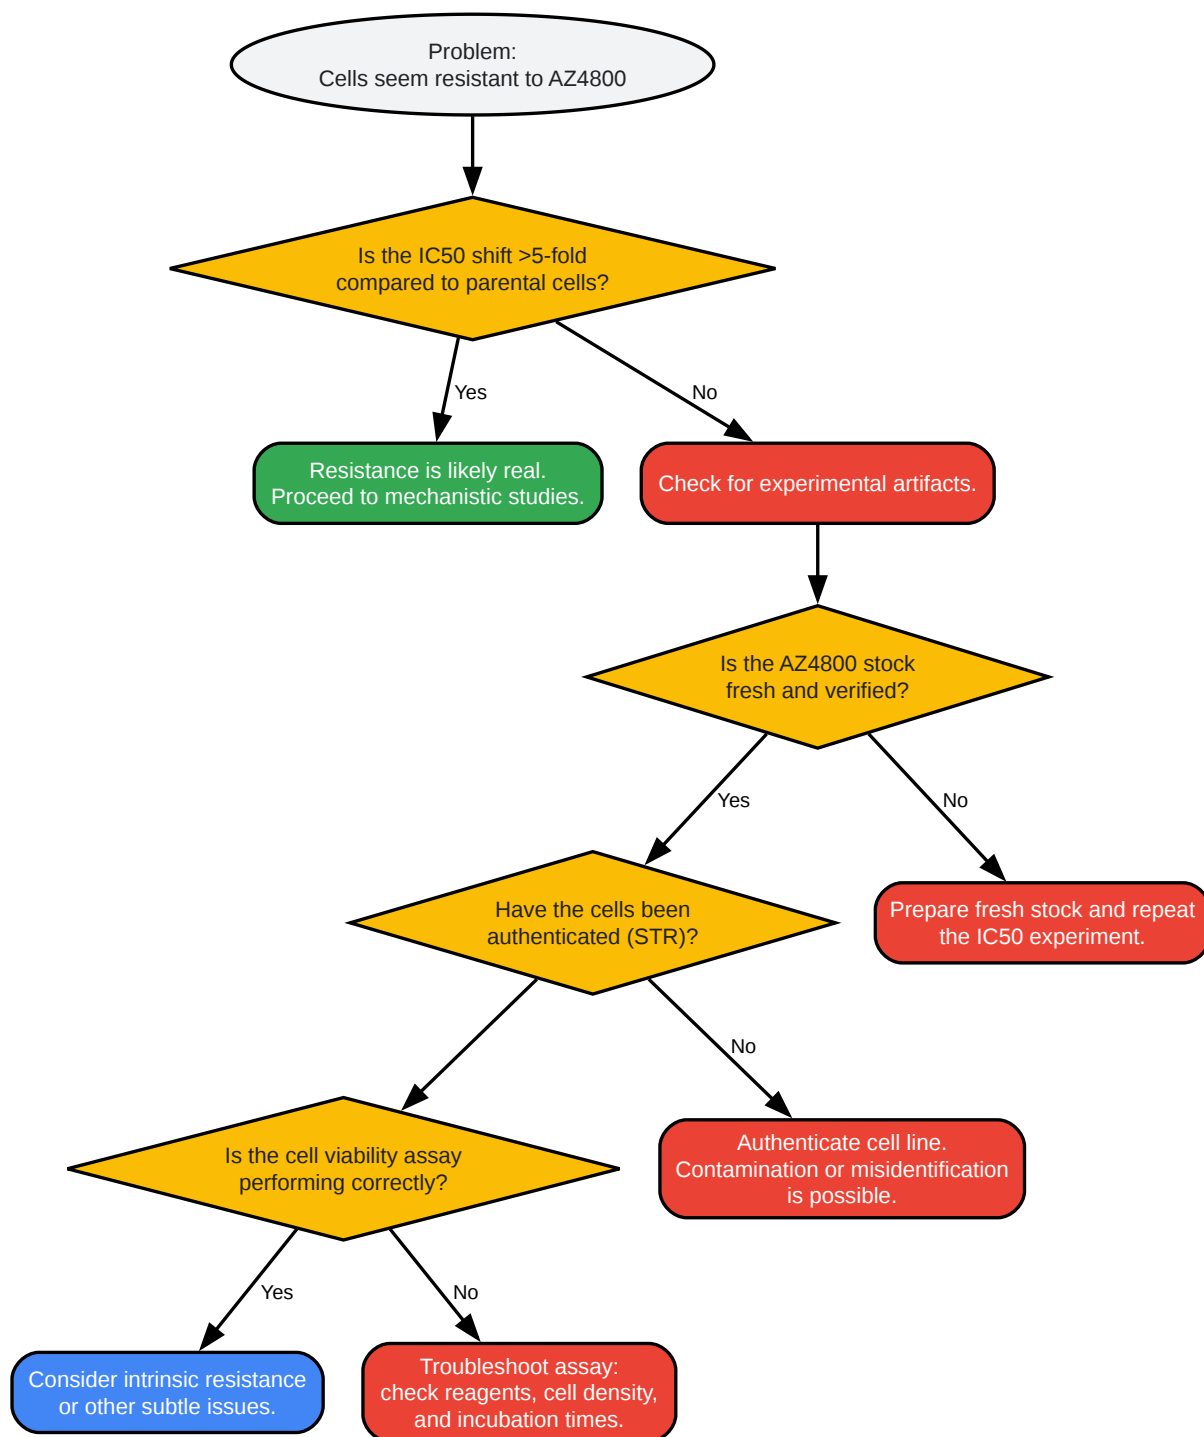 Problem:
Cells seem resistant to AZ4800
Is the IC50 shift >5-fold
compared to parental cells?
Yes
No
Resistance is likely real.
Proceed to mechanistic studies.
Check for experimental artifacts.
Is the AZ4800 stock
fresh and verified?
Yes
No
Have the cells been
authenticated (STR)?
Prepare fresh stock and repeat
the IC50 experiment.
No
Is the cell viability assay
performing correctly?
Authenticate cell line.
Contamination or misidentification
is possible.
Yes
No
Consider intrinsic resistance
or other subtle issues.
Troubleshoot assay:
check reagents, cell density,
and incubation times.